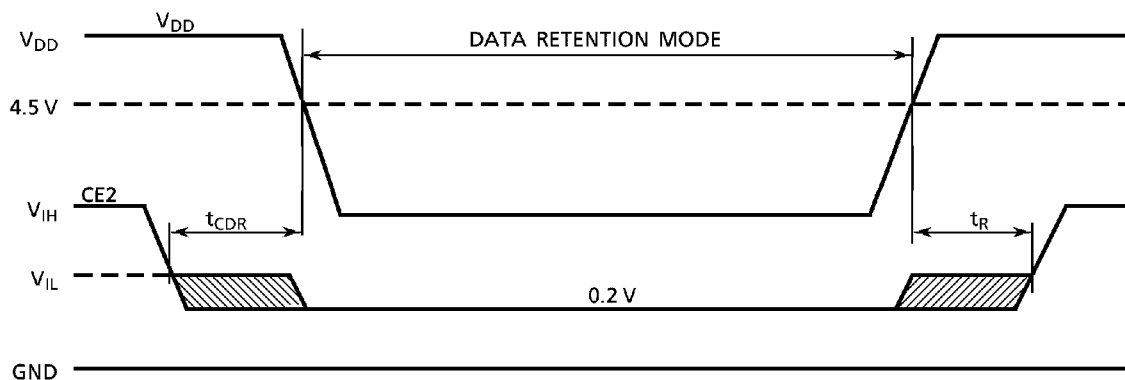 VDD
VDD
DATA RETENTION MODE
4.5 V
CE2
VIH
tCDR
tR
VIL
0.2 V
GND